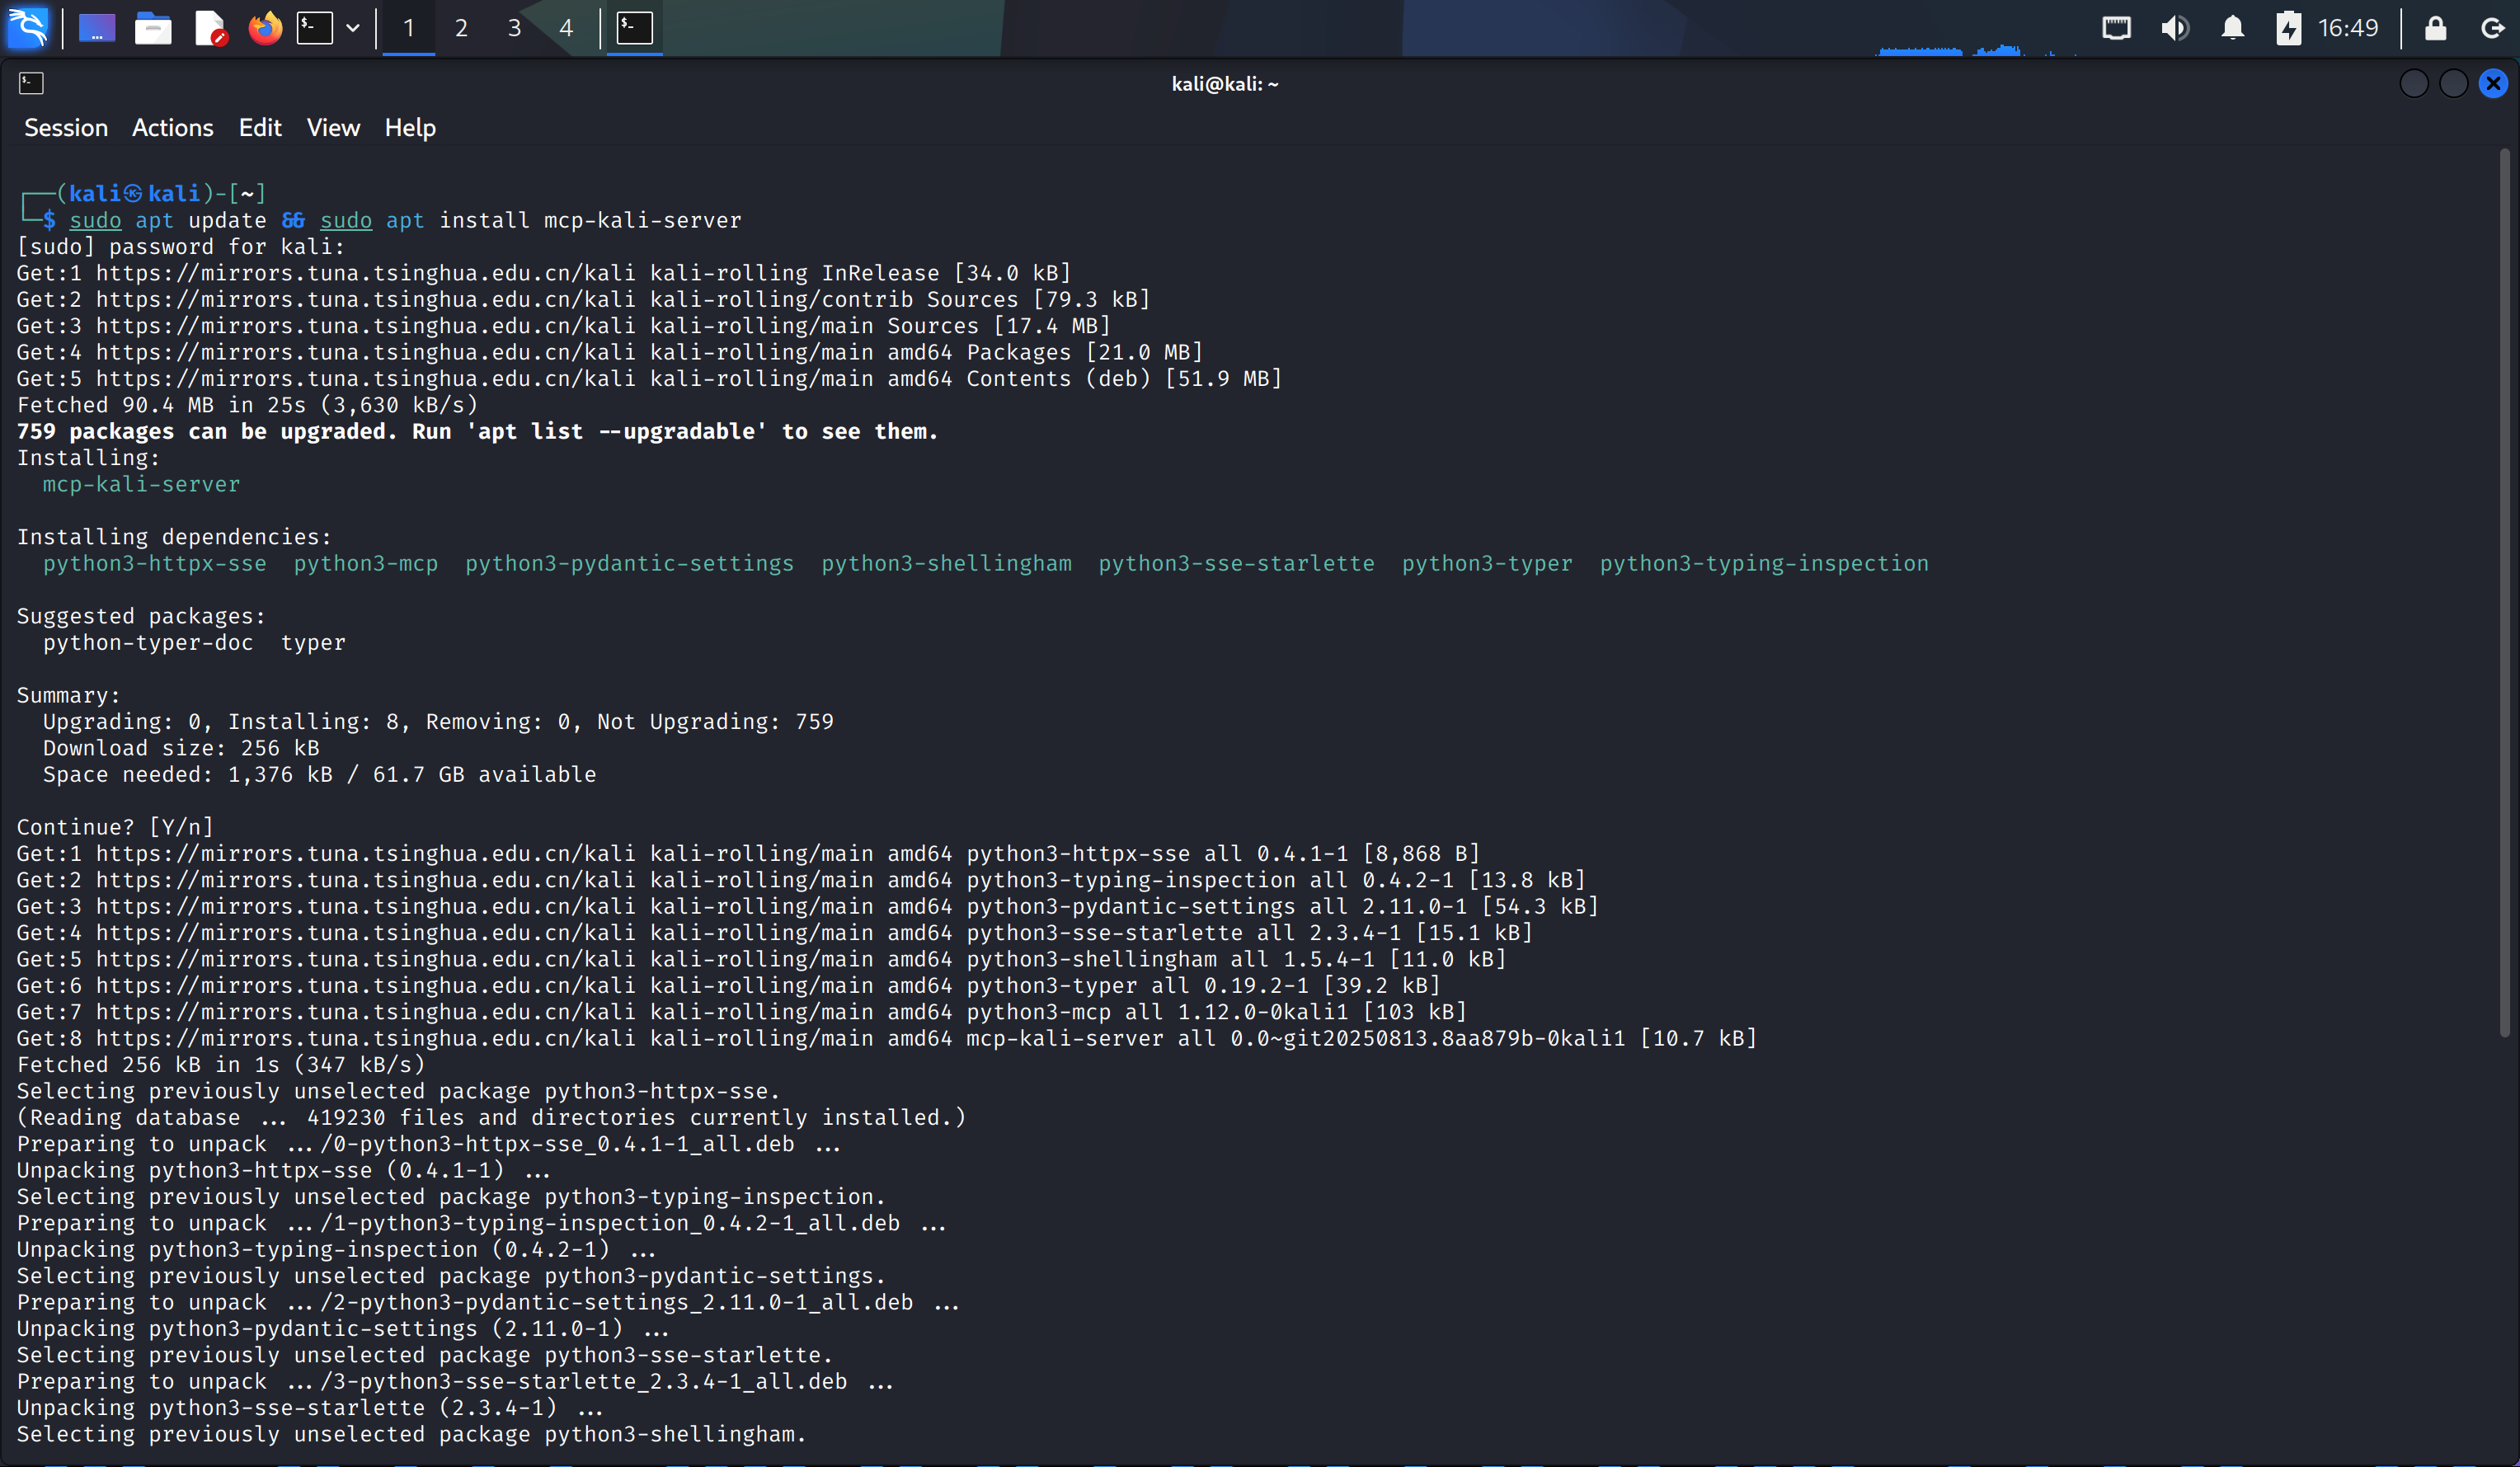 1 2 3 4 16:49
kali@kali: ~
Session Actions Edit View Help
┌──(kali㉿kali)-[~]
└─$ sudo apt update && sudo apt install mcp-kali-server
[sudo] password for kali:
Get:1 https://mirrors.tuna.tsinghua.edu.cn/kali kali-rolling InRelease [34.0 kB]
Get:2 https://mirrors.tuna.tsinghua.edu.cn/kali kali-rolling/contrib Sources [79.3 kB]
Get:3 https://mirrors.tuna.tsinghua.edu.cn/kali kali-rolling/main Sources [17.4 MB]
Get:4 https://mirrors.tuna.tsinghua.edu.cn/kali kali-rolling/main amd64 Packages [21.0 MB]
Get:5 https://mirrors.tuna.tsinghua.edu.cn/kali kali-rolling/main amd64 Contents (deb) [51.9 MB]
Fetched 90.4 MB in 25s (3,630 kB/s)
759 packages can be upgraded. Run 'apt list --upgradable' to see them.
Installing:
  mcp-kali-server

Installing dependencies:
  python3-httpx-sse  python3-mcp  python3-pydantic-settings  python3-shellingham  python3-sse-starlette  python3-typer  python3-typing-inspection

Suggested packages:
  python-typer-doc  typer

Summary:
  Upgrading: 0, Installing: 8, Removing: 0, Not Upgrading: 759
  Download size: 256 kB
  Space needed: 1,376 kB / 61.7 GB available

Continue? [Y/n]
Get:1 https://mirrors.tuna.tsinghua.edu.cn/kali kali-rolling/main amd64 python3-httpx-sse all 0.4.1-1 [8,868 B]
Get:2 https://mirrors.tuna.tsinghua.edu.cn/kali kali-rolling/main amd64 python3-typing-inspection all 0.4.2-1 [13.8 kB]
Get:3 https://mirrors.tuna.tsinghua.edu.cn/kali kali-rolling/main amd64 python3-pydantic-settings all 2.11.0-1 [54.3 kB]
Get:4 https://mirrors.tuna.tsinghua.edu.cn/kali kali-rolling/main amd64 python3-sse-starlette all 2.3.4-1 [15.1 kB]
Get:5 https://mirrors.tuna.tsinghua.edu.cn/kali kali-rolling/main amd64 python3-shellingham all 1.5.4-1 [11.0 kB]
Get:6 https://mirrors.tuna.tsinghua.edu.cn/kali kali-rolling/main amd64 python3-typer all 0.19.2-1 [39.2 kB]
Get:7 https://mirrors.tuna.tsinghua.edu.cn/kali kali-rolling/main amd64 python3-mcp all 1.12.0-0kali1 [103 kB]
Get:8 https://mirrors.tuna.tsinghua.edu.cn/kali kali-rolling/main amd64 mcp-kali-server all 0.0~git20250813.8aa879b-0kali1 [10.7 kB]
Fetched 256 kB in 1s (347 kB/s)
Selecting previously unselected package python3-httpx-sse.
(Reading database ... 419230 files and directories currently installed.)
Preparing to unpack .../0-python3-httpx-sse_0.4.1-1_all.deb ...
Unpacking python3-httpx-sse (0.4.1-1) ...
Selecting previously unselected package python3-typing-inspection.
Preparing to unpack .../1-python3-typing-inspection_0.4.2-1_all.deb ...
Unpacking python3-typing-inspection (0.4.2-1) ...
Selecting previously unselected package python3-pydantic-settings.
Preparing to unpack .../2-python3-pydantic-settings_2.11.0-1_all.deb ...
Unpacking python3-pydantic-settings (2.11.0-1) ...
Selecting previously unselected package python3-sse-starlette.
Preparing to unpack .../3-python3-sse-starlette_2.3.4-1_all.deb ...
Unpacking python3-sse-starlette (2.3.4-1) ...
Selecting previously unselected package python3-shellingham.